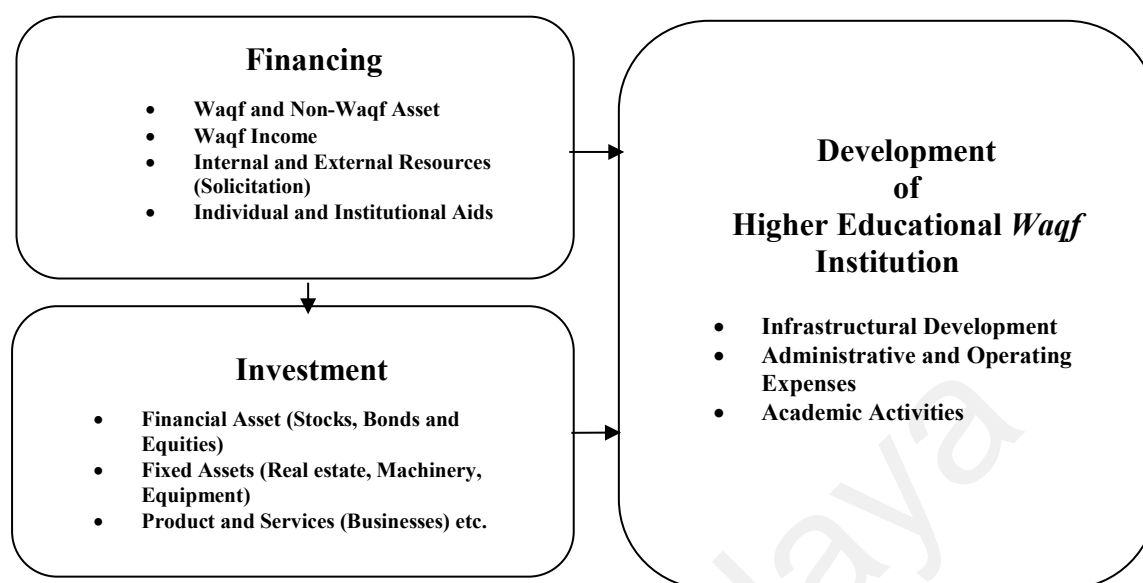 Financing
• Waqf and Non-Waqf Asset
• Waqf Income
• Internal and External Resources
(Solicitation)
• Individual and Institutional Aids
Investment
• Financial Asset (Stocks, Bonds and
Equities)
• Fixed Assets (Real estate, Machinery,
Equipment)
• Product and Services (Businesses) etc.
Development
of
Higher Educational Waqf
Institution
• Infrastructural Development
• Administrative and Operating
Expenses
• Academic Activities
laya